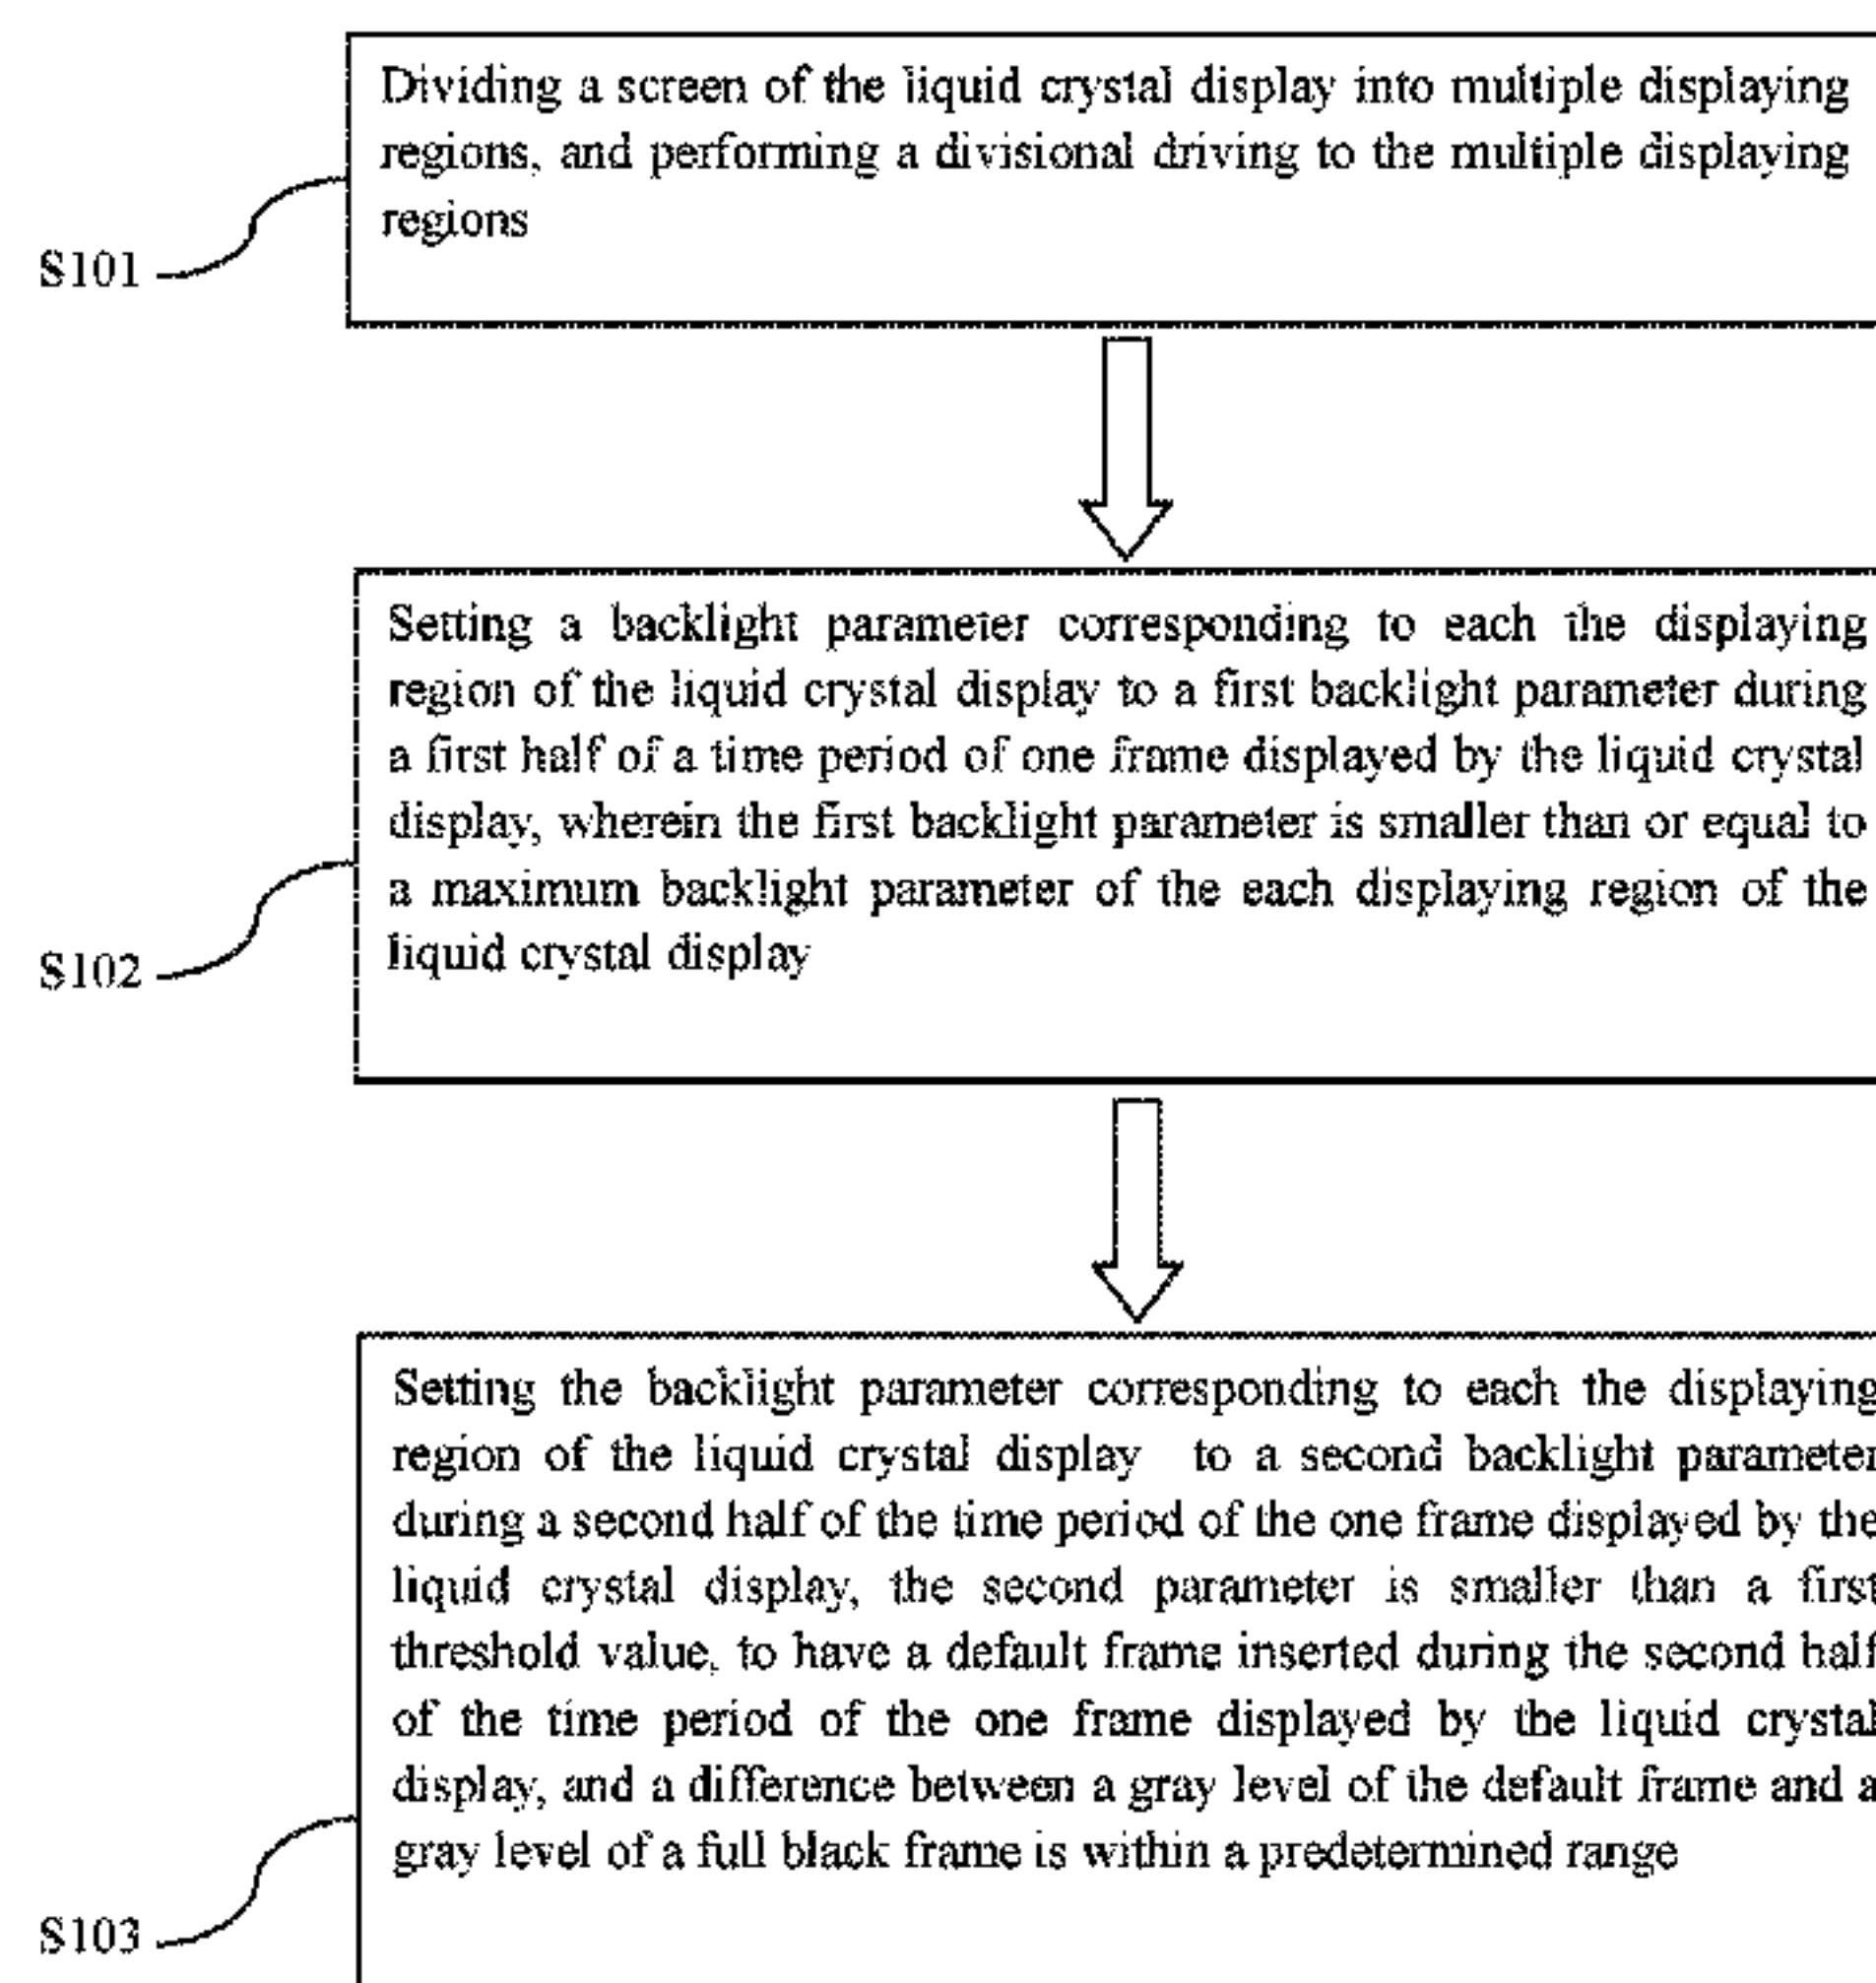 Dividing a screen of the liquid crystal display into multiple displaying
regions, and performing a divisional driving to the multiple displaying
regions
S101
Setting a backlight parameter corresponding to each the displaying
region of the liquid crystal display to a first backlight parameter during
a first half of a time period of one frame displayed by the liquid crystal
display, wherein the first backlight parameter is smaller than or equal to
a maximum backlight parameter of the each displaying region of the
liquid crystal display
S102
Setting the backlight parameter corresponding to each the displaying
region of the liquid crystal display to a second backlight parameter
during a second half of the time period of the one frame displayed by the
liquid crystal display, the second parameter is smaller than a first
threshold value, to have a default frame inserted during the second half
of the time period of the one frame displayed by the liquid crystal
display, and a difference between a gray level of the default frame and a
gray level of a full black frame is within a predetermined range
S103